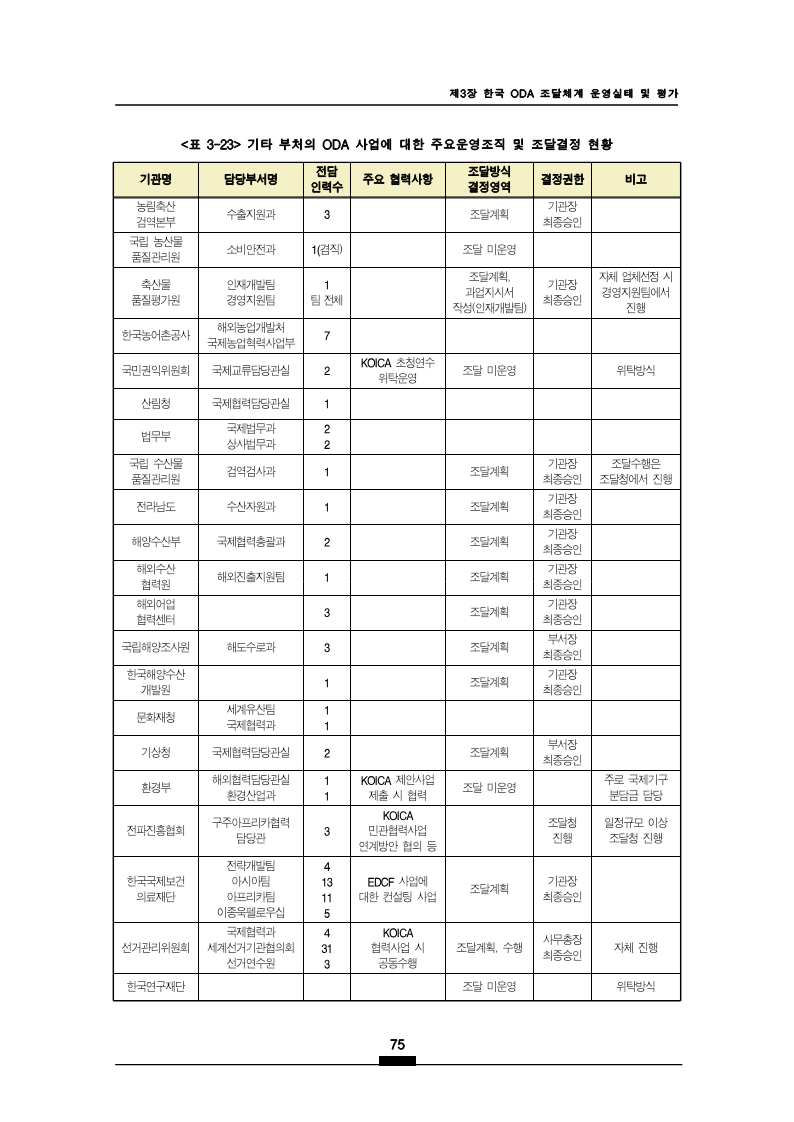 제3장 한국 ODA 조달체계 운영실태 및 평가
<표 3-23> 기타 부처의 ODA 사업에 대한 주요운영조직 및 조달결정 현황
기관명 담당부서명 전담 인력수 주요 협력사항 조달방식 결정영역 결정권한 비고
농림축산 검역본부 수출지원과 3 조달계획 기관장 최종승인
국립 농산물 품질관리원 소비안전과 1(겸직) 조달 미운영
축산물 품질평가원 인재개발팀 경영지원팀 1 팀 전체 조달계획, 과업지시서 작성(인재개발팀) 기관장 최종승인 자체 업체선정 시 경영지원팀에서 진행
한국농어촌공사 해외농업개발처 국제농업협력사업부 7
국민권익위원회 국제교류담당관실 2 KOICA 초청연수 위탁운영 조달 미운영 위탁방식
산림청 국제협력담당관실 1
법무부 국제법무과 상사법무과 2 2
국립 수산물 품질관리원 검역검사과 1 조달계획 기관장 최종승인 조달수행은 조달청에서 진행
전라남도 수산자원과 1 조달계획 기관장 최종승인
해양수산부 국제협력총괄과 2 조달계획 기관장 최종승인
해외수산 협력원 해외진출지원팀 1 조달계획 기관장 최종승인
해외어업 협력센터 3 조달계획 기관장 최종승인
국립해양조사원 해도수로과 3 조달계획 부서장 최종승인
한국해양수산 개발원 1 조달계획 기관장 최종승인
문화재청 세계유산팀 국제협력과 1 1
기상청 국제협력담당관실 2 조달계획 부서장 최종승인
환경부 해외협력담당관실 환경산업과 1 1 KOICA 제안사업 제출 시 협력 조달 미운영 주로 국제기구 분담금 담당
전파진흥협회 구주아프리카협력 담당관 3 KOICA 민관협력사업 연계방안 협의 등 조달청 진행 일정규모 이상 조달청 진행
한국국제보건 의료재단 전략개발팀 아시아팀 아프리카팀 이종욱펠로우십 4 13 11 5 EDCF 사업에 대한 컨설팅 사업 조달계획 기관장 최종승인
선거관리위원회 국제협력과 세계선거기관협의회 선거연수원 4 31 3 KOICA 협력사업 시 공동수행 조달계획, 수행 사무총장 최종승인 자체 진행
한국연구재단 조달 미운영 위탁방식
75